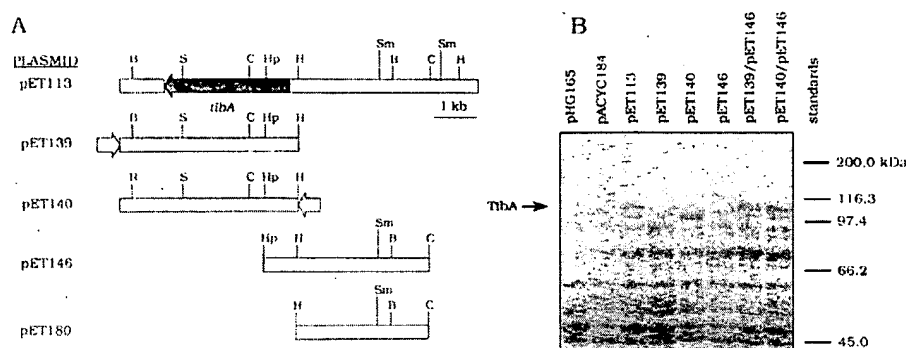 A
PLASMID
B S C Hp H Sm B C Sm H
pET113
tibA
1 kb
B S C Hp H
pET139
B S C Hp H
pET140
Hp H Sm B C
pET146
H Sm B C
pET180
B
pHG165
pACYC184
pET113
pET139
pET140
pET146
pET139/pET146
pET140/pET146
standards
TibA
200.0 kDa
116.3
97.4
66.2
45.0